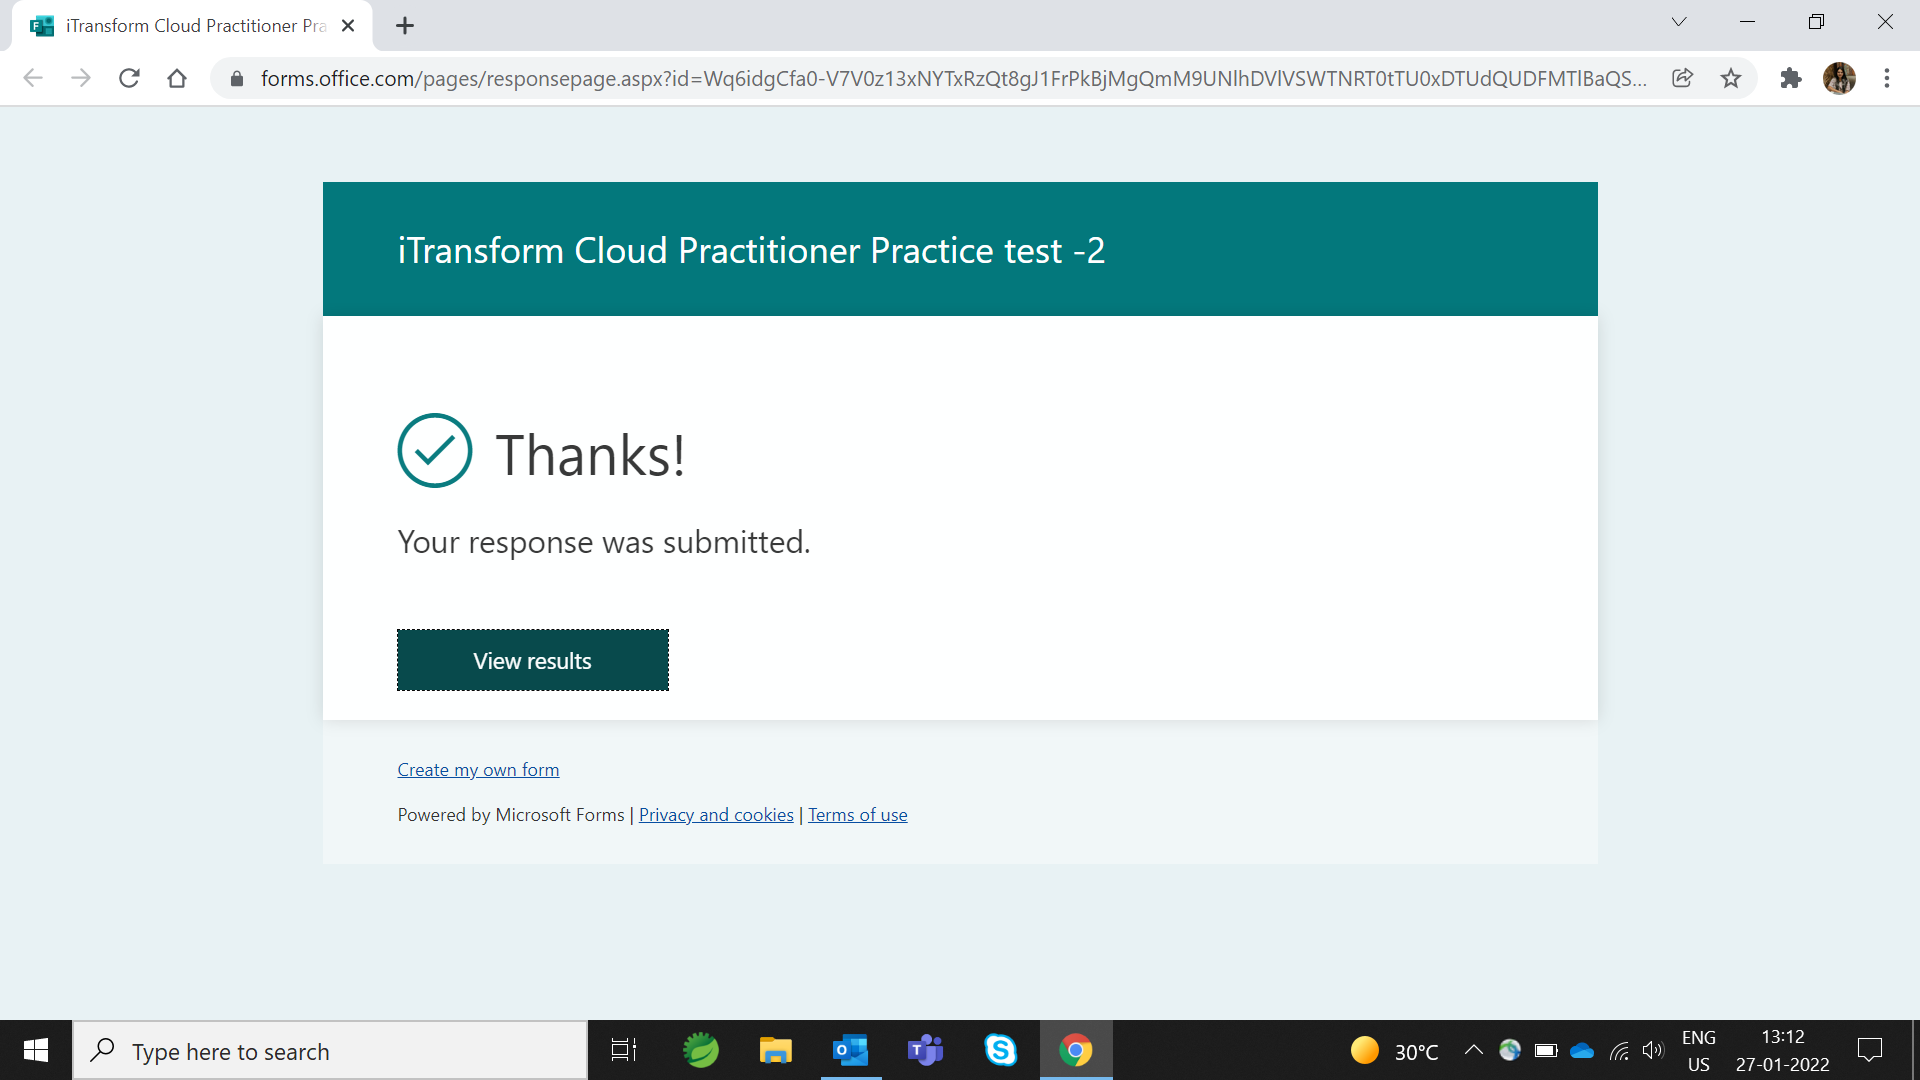 iTransform Cloud Practitioner Pra
forms.office.com/pages/responsepage.aspx?id=Wq6idgCfa0-V7V0z13xNYTxRzQt8gJ1FrPkBjMgQmM9UNlhDVlVSWTNRT0tTU0xDTUdQUDFMTlBaQS...
iTransform Cloud Practitioner Practice test -2
Thanks!
Your response was submitted.
View results
Create my own form
Powered by Microsoft Forms | Privacy and cookies | Terms of use
Type here to search
30°C
ENG
US
13:12
27-01-2022